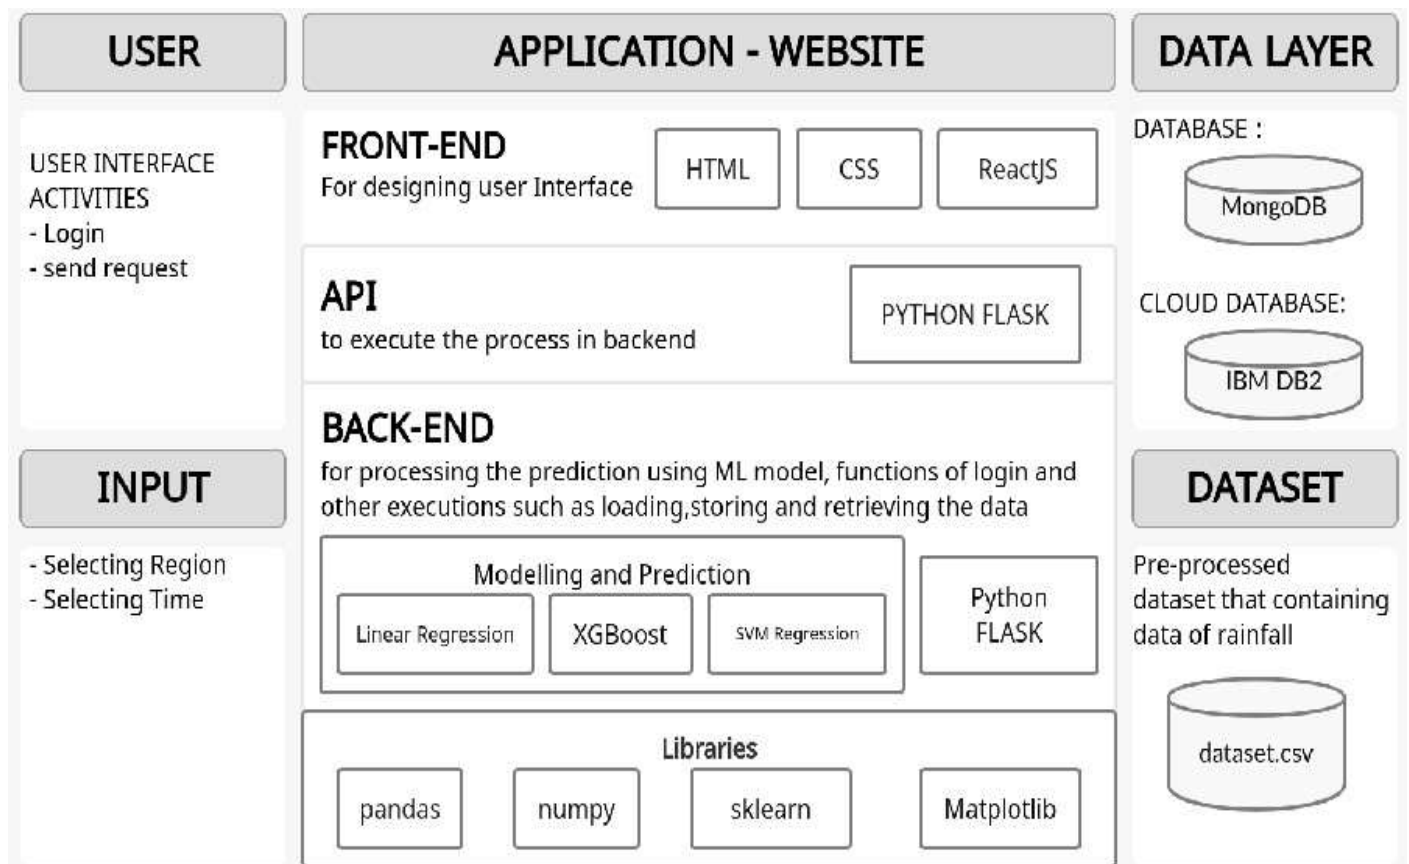 USER
USER INTERFACE
ACTIVITIES
- Login
- send request
INPUT
- Selecting Region
- Selecting Time
APPLICATION - WEBSITE
FRONT-END
For designing user Interface
HTML
CSS
ReactJS
API
to execute the process in backend
PYTHON FLASK
BACK-END
for processing the prediction using ML model, functions of login and
other executions such as loading,storing and retrieving the data
Modelling and Prediction
Linear Regression
XGBoost
SVM Regression
Python
FLASK
Libraries
pandas
numpy
sklearn
Matplotlib
DATA LAYER
DATABASE :
MongoDB
CLOUD DATABASE:
IBM DB2
DATASET
Pre-processed
dataset that containing
data of rainfall
dataset.csv